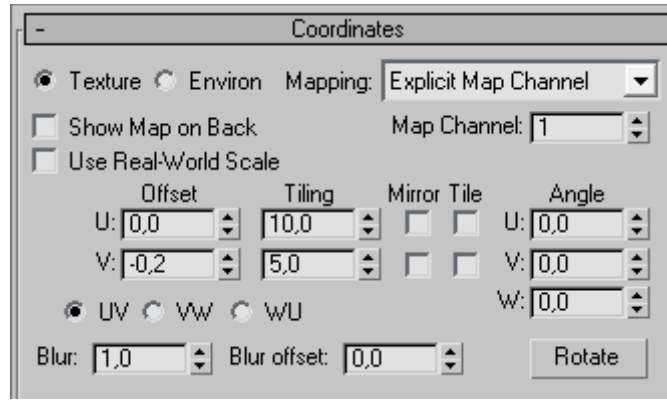 - Coordinates
Texture Environ Mapping: Explicit Map Channel
Show Map on Back Map Channel: 1
Use Real-World Scale
Offset Tiling Mirror Tile Angle
U: 0,0 10,0 U: 0,0
V: -0,2 5,0 V: 0,0
W: 0,0
UV VW WU
Blur: 1,0 Blur offset: 0,0 Rotate